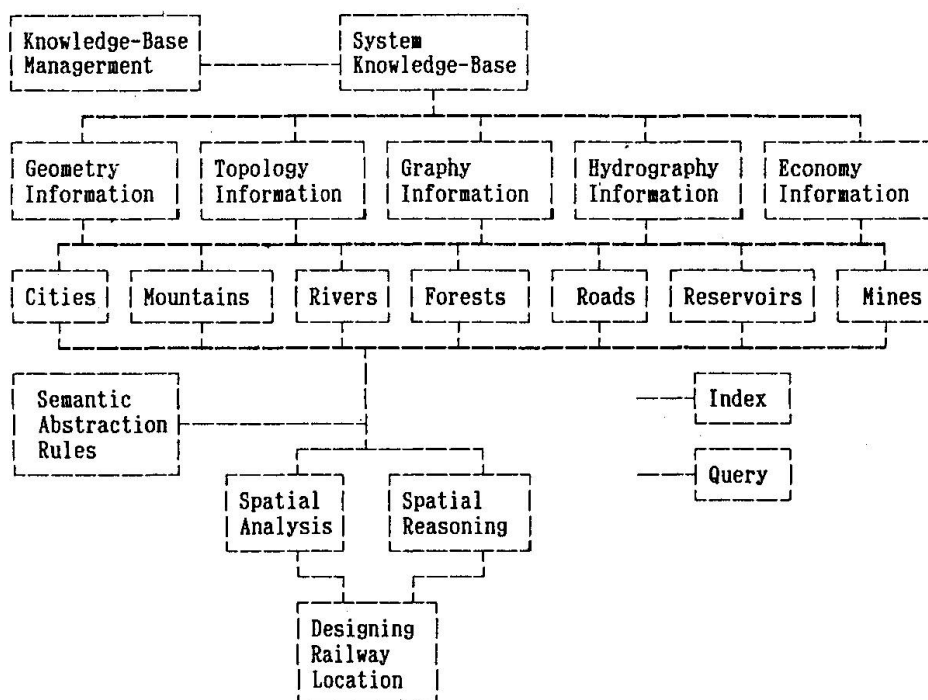 Knowledge-Base
Managerment
System
Knowledge-Base
Geometry
Information
Topology
Information
Graphy
Information
Hydrography
Information
Economy
Information
Cities
Mountains
Rivers
Forests
Roads
Reservoirs
Mines
Semantic
Abstraction
Rules
Index
Query
Spatial
Analysis
Spatial
Reasoning
Designing
Railway
Location